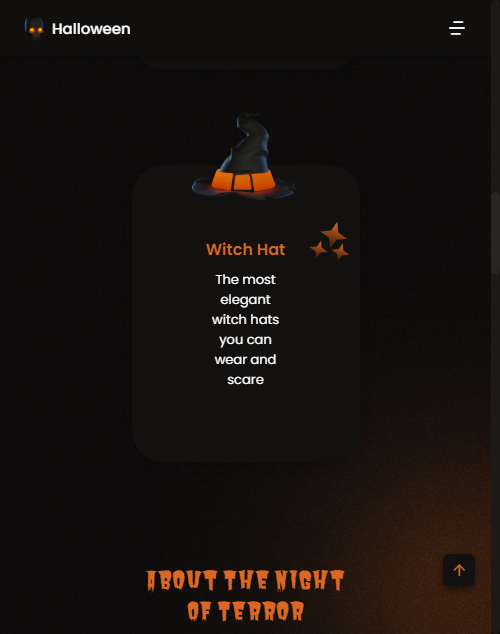 Halloween
Witch Hat
The most
elegant
witch hats
you can
wear and
scare
ABOUT THE NIGHT
OF TERROR